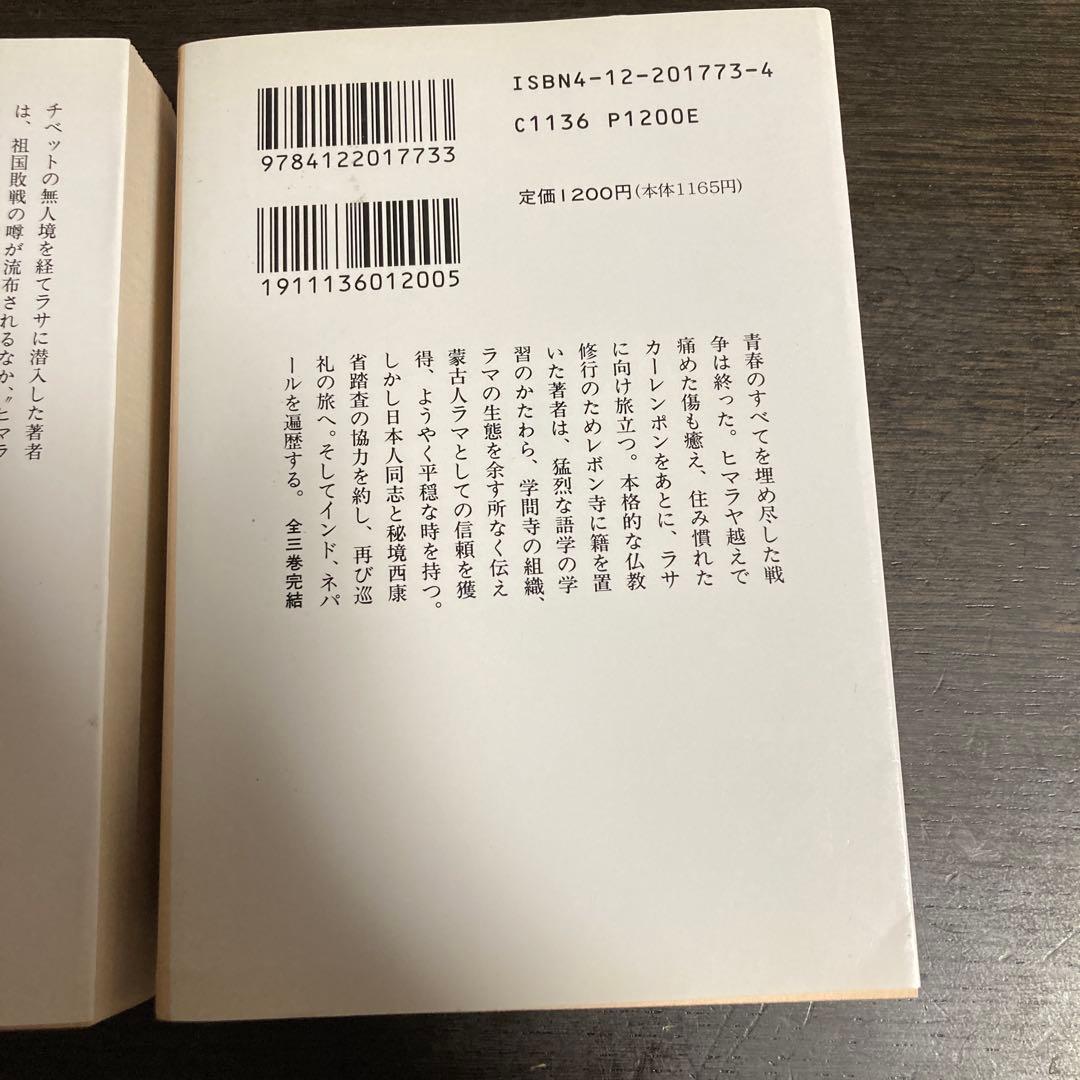 ISBN4-12-201773-4
C1136 P1200E
9784122017733
定価1200円(本体1165円)
1911136012005
青春のすべてを埋め尽した戦
争は終った。ヒマラヤ越えで
痛めた傷も癒え、住み慣れた
カーレンポンをあとに、ラサ
に向け旅立つ。本格的な仏教
修行のためレボン寺に籍を置
いた著者は、猛烈な語学の学
習のかたわら、学問寺の組織、
ラマの生態を余す所なく伝え
蒙古人ラマとしての信頼を獲
得、ようやく平穏な時を持つ。
しかし日本人同志と秘境西康
省踏査の協力を約し、再び巡
礼の旅へ。そしてインド、ネパ
ールを遍歴する。 全三巻完結
チベットの無人境を経てラサに潜入した著者
は、祖国敗戦の噂が流布されるなか、〝ヒマラ